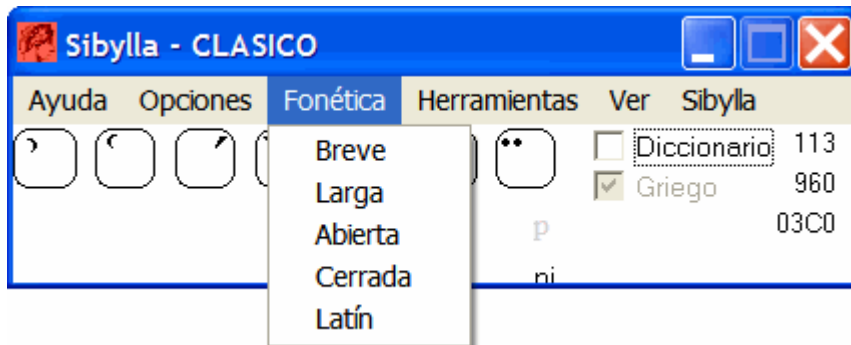 Sibylla - CLASICO
Ayuda Opciones Fonética Herramientas Ver Sibylla
Breve
Larga
Abierta
Cerrada
Latín
Diccionario 113
Griego 960
p 03C0